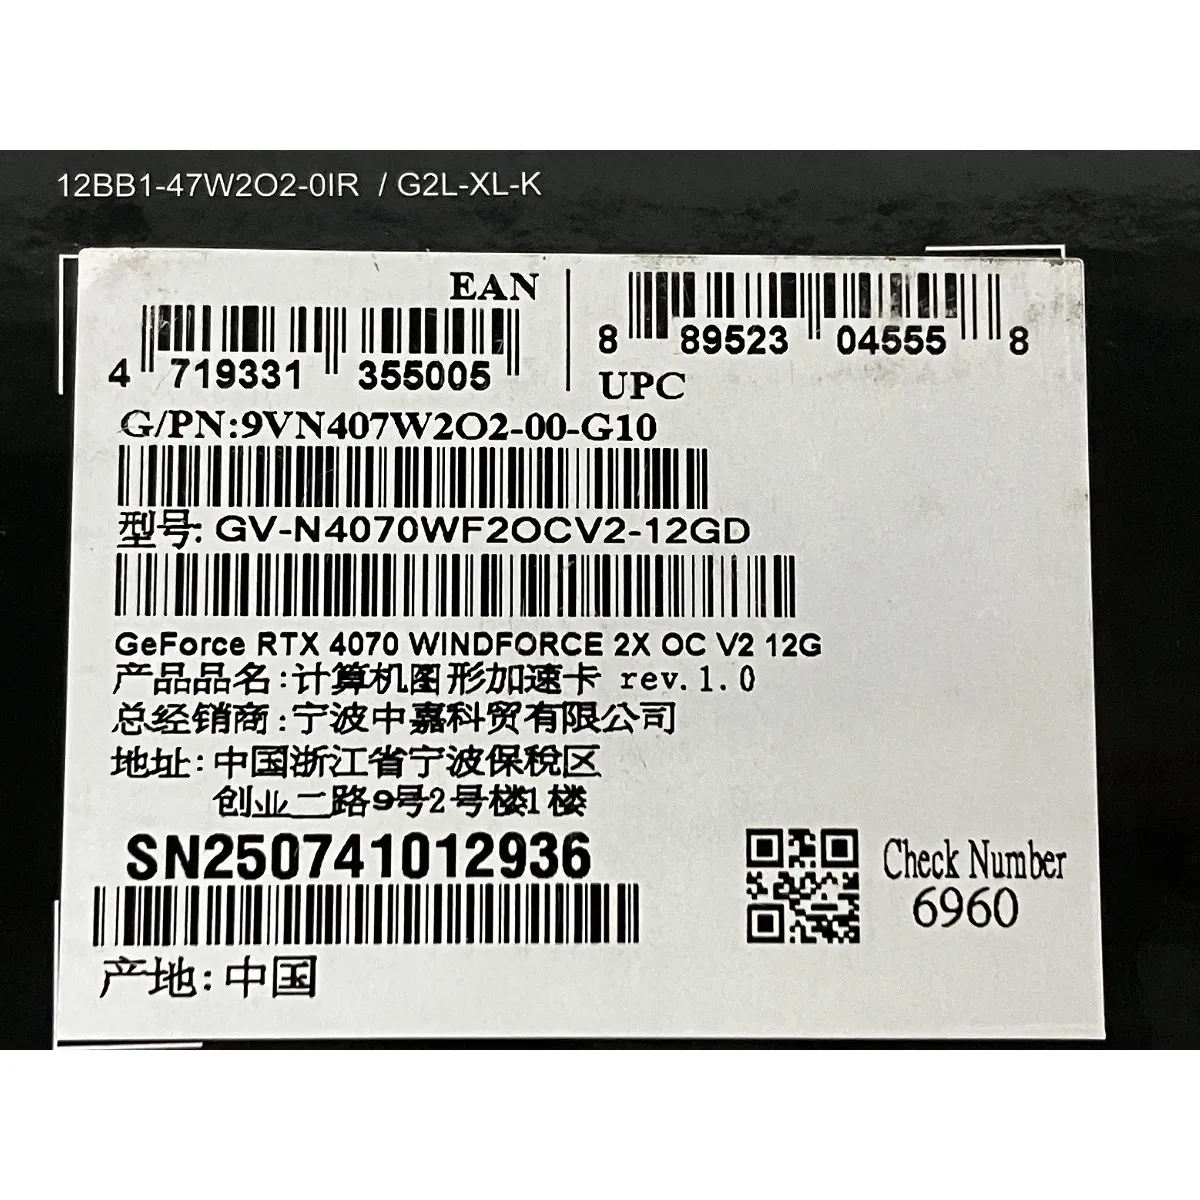 12BB1-47W2O2-0IR / G2L-XL-K
EAN
4 719331 355005
8 89523 04555 8
UPC
G/PN:9VN407W2O2-00-G10
型号: GV-N4070WF2OCV2-12GD
GeForce RTX 4070 WINDFORCE 2X OC V2 12G
产品品名:计算机图形加速卡 rev.1.0
总经销商:宁波中嘉科贸有限公司
地址:中国浙江省宁波保税区
创业二路9号2号楼1楼
SN250741012936
Check Number
6960
产地:中国